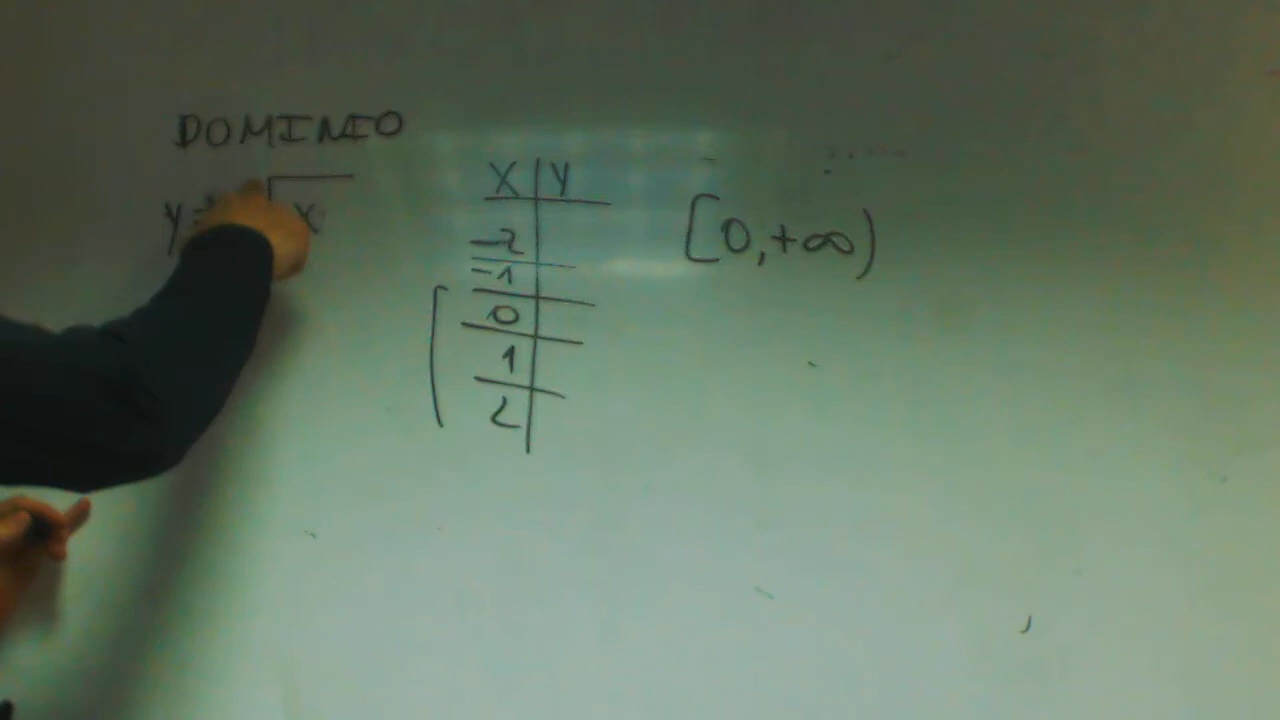 DOMINIO
y = √x
X | Y
-2
-1
0
1
2
[0,+∞)